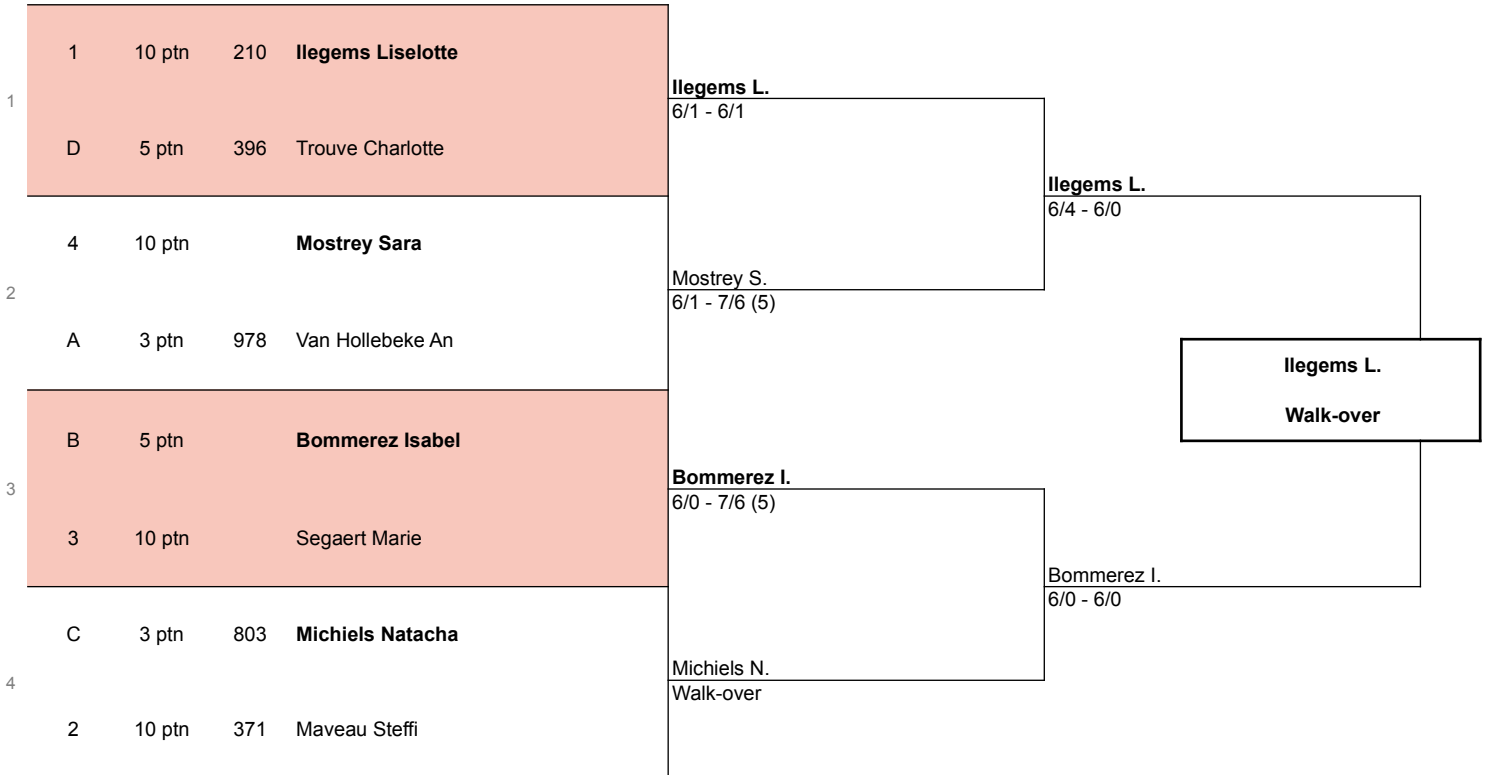 1 10 ptn 210 Ilegems Liselotte
Ilegems L.
1
6/1 - 6/1
D 5 ptn 396 Trouve Charlotte
Ilegems L.
6/4 - 6/0
4 10 ptn Mostrey Sara
Mostrey S.
2
6/1 - 7/6 (5)
A 3 ptn 978 Van Hollebeke An
Ilegems L.
Walk-over
B 5 ptn Bommerez Isabel
Bommerez I.
3
6/0 - 7/6 (5)
3 10 ptn Segaert Marie
Bommerez I.
6/0 - 6/0
C 3 ptn 803 Michiels Natacha
Michiels N.
4
Walk-over
2 10 ptn 371 Maveau Steffi